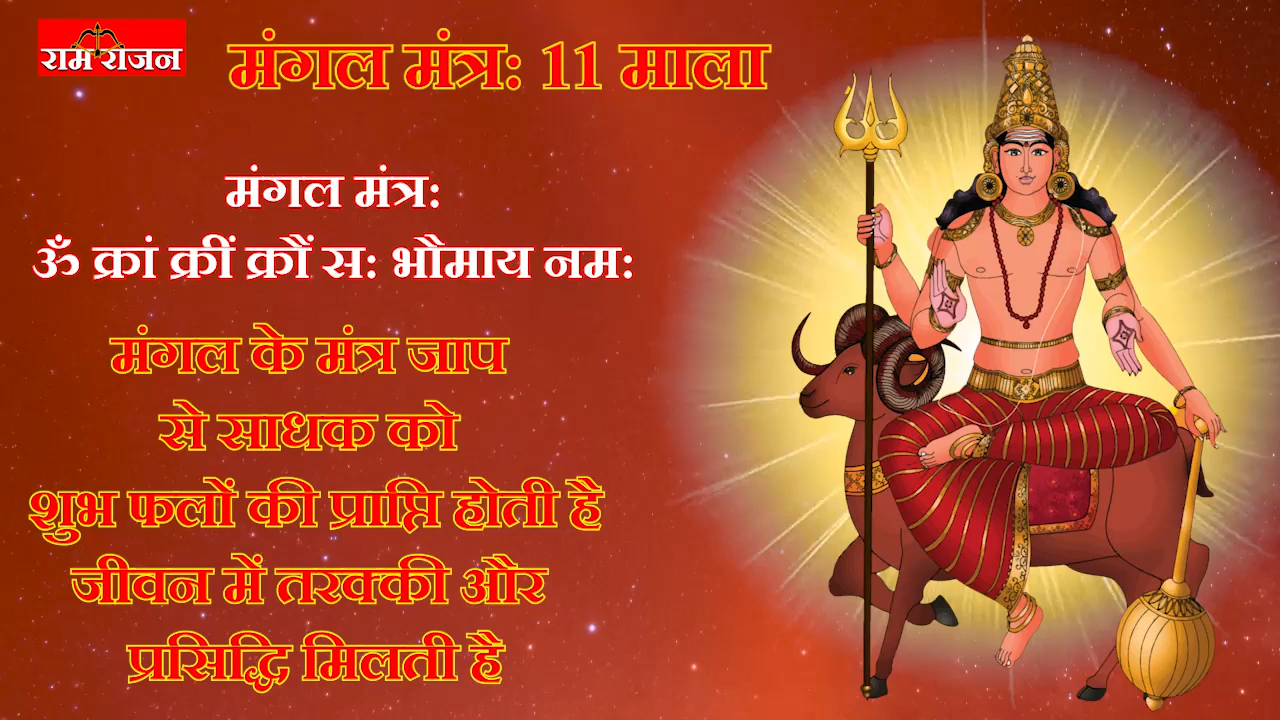 राम राजन
मंगल मंत्र: 11 माला
मंगल मंत्र:
ॐ क्रां क्रीं क्रौं स: भौमाय नम:
मंगल के मंत्र जाप
से साधक को
शुभ फलों की प्राप्ति होती है
जीवन में तरक्की और
प्रसिद्धि मिलती है